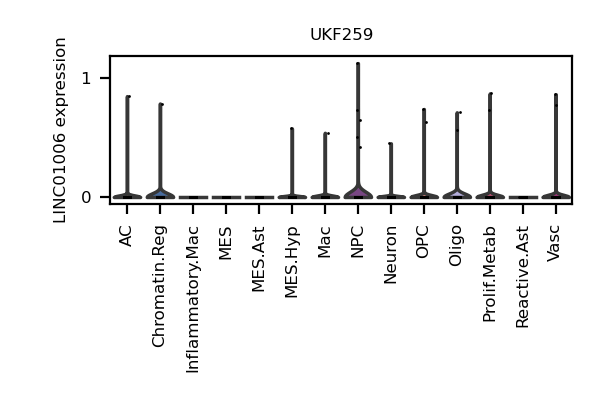 UKF259
LINC01006 expression
1
0
AC
Chromatin.Reg
Inflammatory.Mac
MES
MES.Ast
MES.Hyp
Mac
NPC
Neuron
OPC
Oligo
Prolif.Metab
Reactive.Ast
Vasc